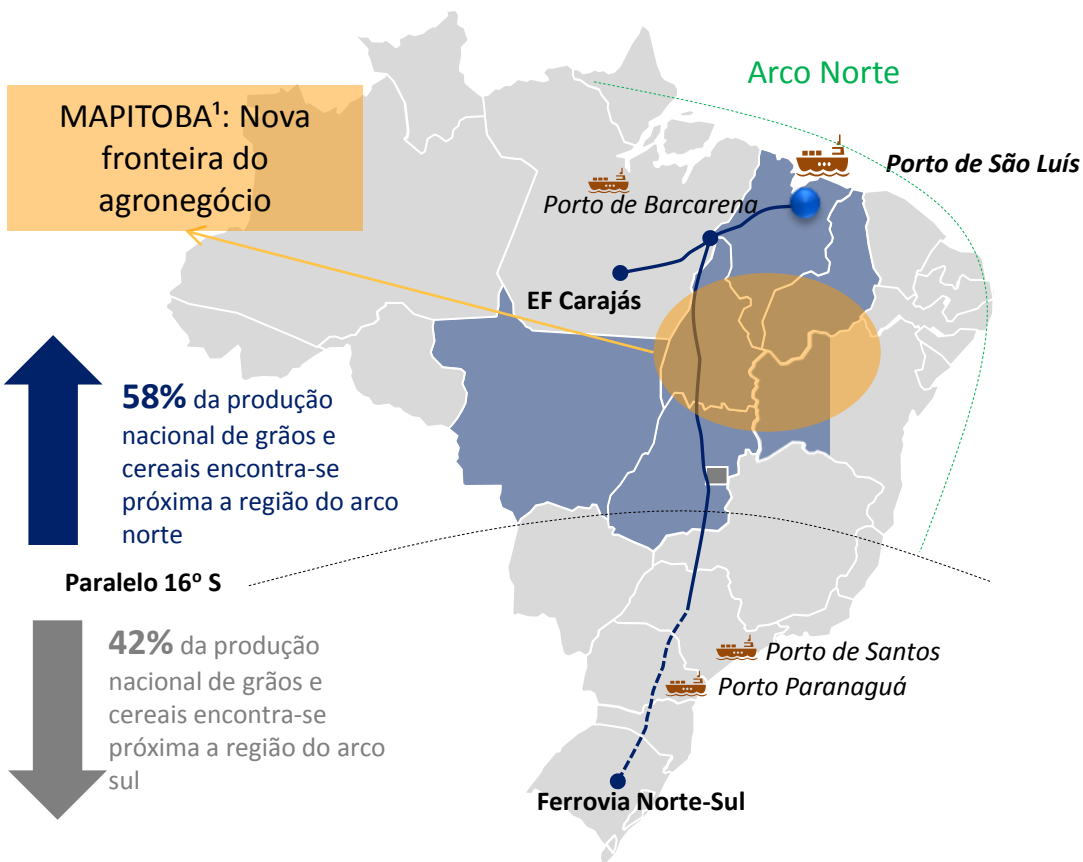 Arco Norte
MAPITOBA¹: Nova
fronteira do
agronegócio
Porto de São Luís
Porto de Barcarena
EF Carajás
58% da produção
nacional de grãos e
cereais encontra-se
próxima a região do arco
norte
Paralelo 16º S
42% da produção
nacional de grãos e
cereais encontra-se
próxima a região do arco
sul
Porto de Santos
Porto Paranaguá
Ferrovia Norte-Sul